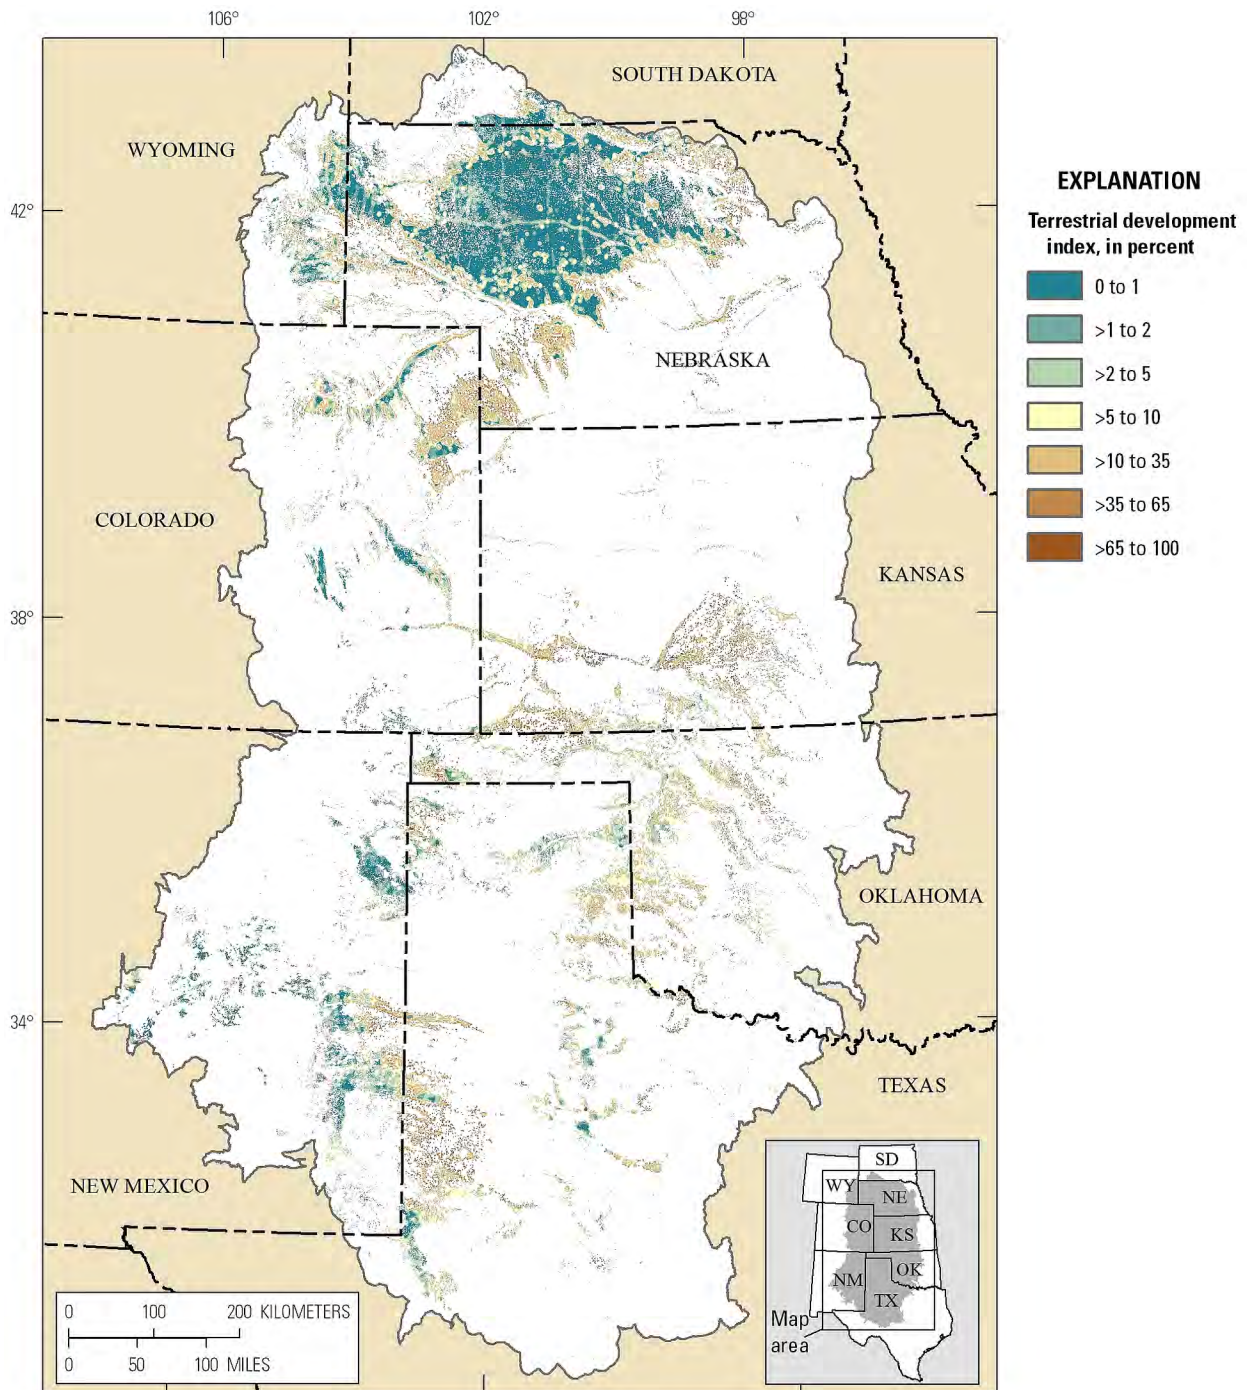 106°
102°
98°
SOUTH DAKOTA
WYOMING
42°
NEBRASKA
COLORADO
KANSAS
38°
OKLAHOMA
34°
TEXAS
NEW MEXICO
EXPLANATION
Terrestrial development
index, in percent
0 to 1
>1 to 2
>2 to 5
>5 to 10
>10 to 35
>35 to 65
>65 to 100
0 100 200 KILOMETERS
0 50 100 MILES
SD
WY
NE
CO
KS
OK
NM
TX
Map
area